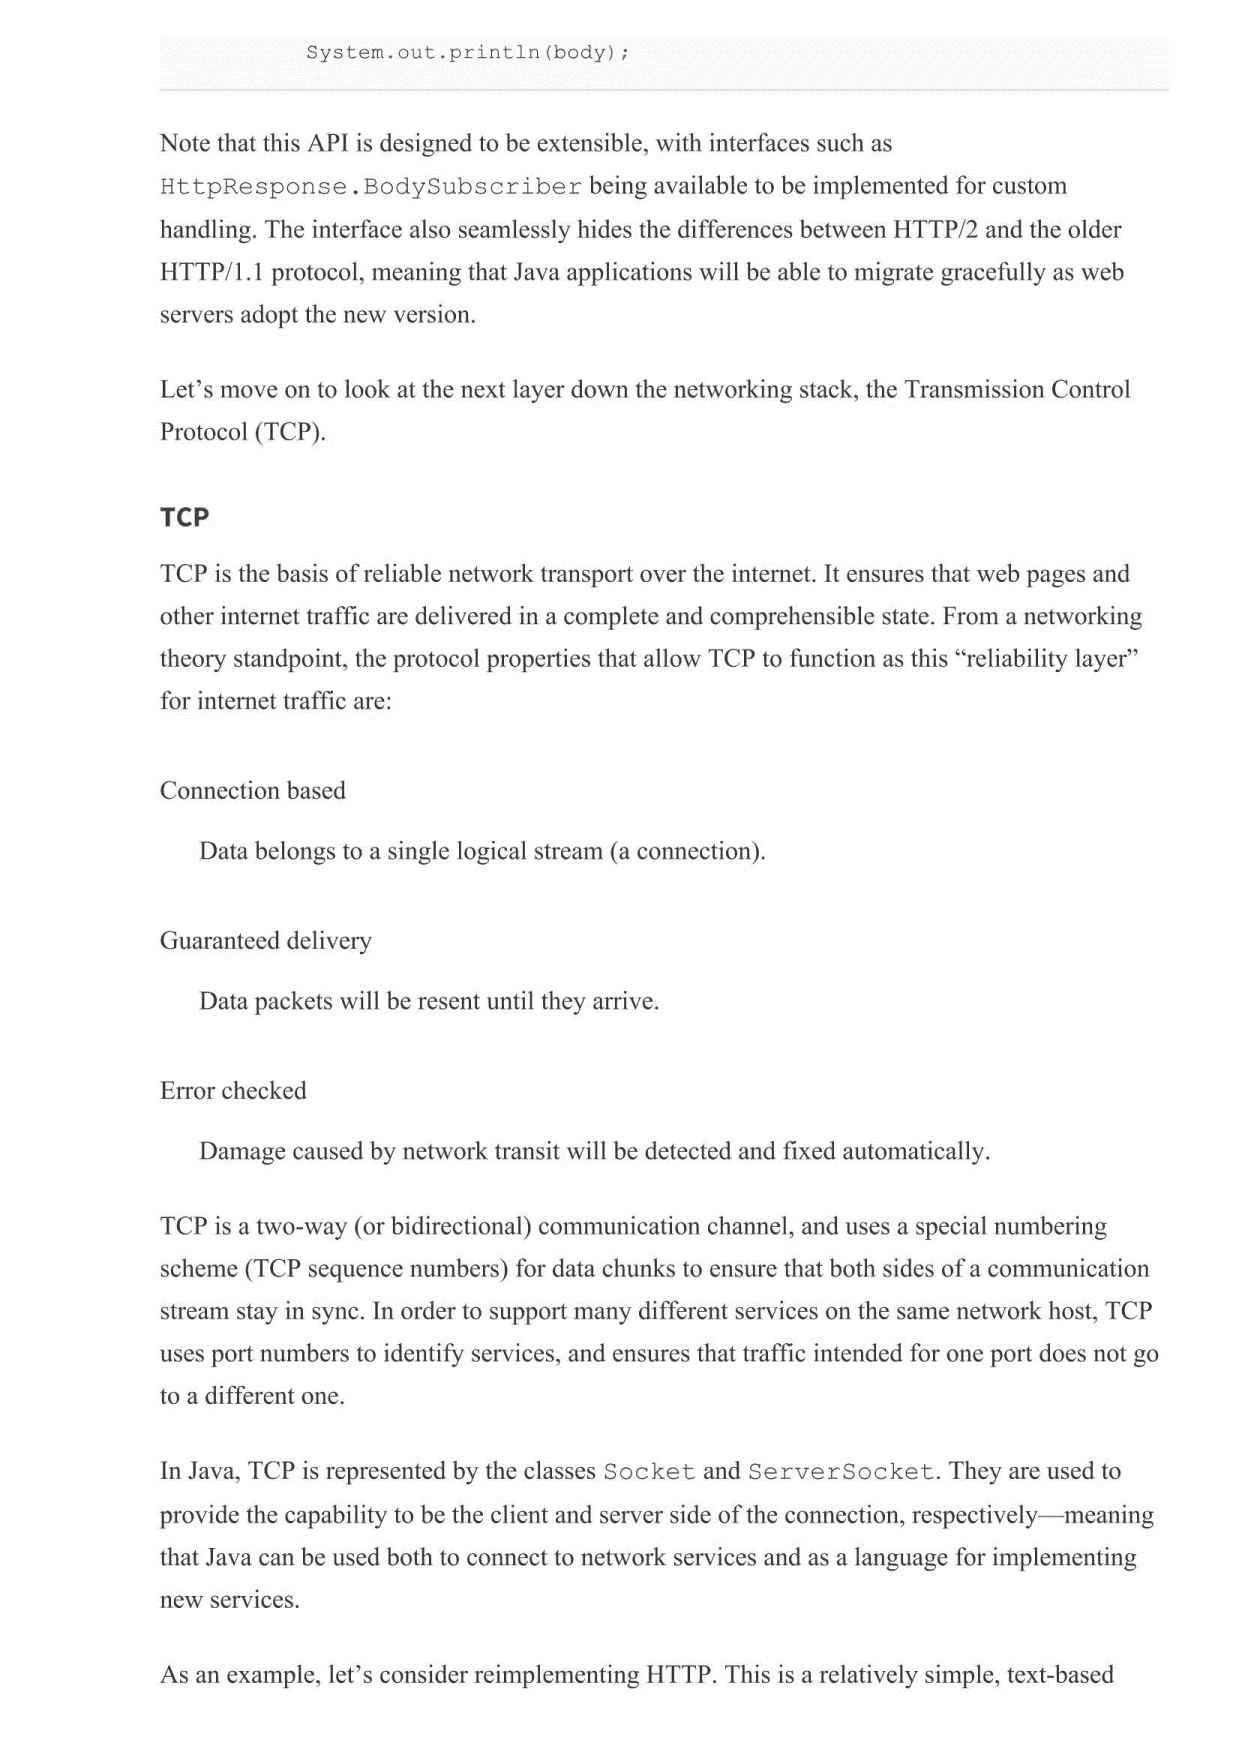 System.out.println(body);
Note that this API is designed to be extensible, with interfaces such as
HttpResponse.BodySubscriber being available to be implemented for custom
handling. The interface also seamlessly hides the differences between HTTP/2 and the older
HTTP/1.1 protocol, meaning that Java applications will be able to migrate gracefully as web
servers adopt the new version.
Let’s move on to look at the next layer down the networking stack, the Transmission Control
Protocol (TCP).
TCP
TCP is the basis of reliable network transport over the internet. It ensures that web pages and
other internet traffic are delivered in a complete and comprehensible state. From a networking
theory standpoint, the protocol properties that allow TCP to function as this “reliability layer”
for internet traffic are:
Connection based
Data belongs to a single logical stream (a connection).
Guaranteed delivery
Data packets will be resent until they arrive.
Error checked
Damage caused by network transit will be detected and fixed automatically.
TCP is a two-way (or bidirectional) communication channel, and uses a special numbering
scheme (TCP sequence numbers) for data chunks to ensure that both sides of a communication
stream stay in sync. In order to support many different services on the same network host, TCP
uses port numbers to identify services, and ensures that traffic intended for one port does not go
to a different one.
In Java, TCP is represented by the classes Socket and ServerSocket. They are used to
provide the capability to be the client and server side of the connection, respectively—meaning
that Java can be used both to connect to network services and as a language for implementing
new services.
As an example, let’s consider reimplementing HTTP. This is a relatively simple, text-based